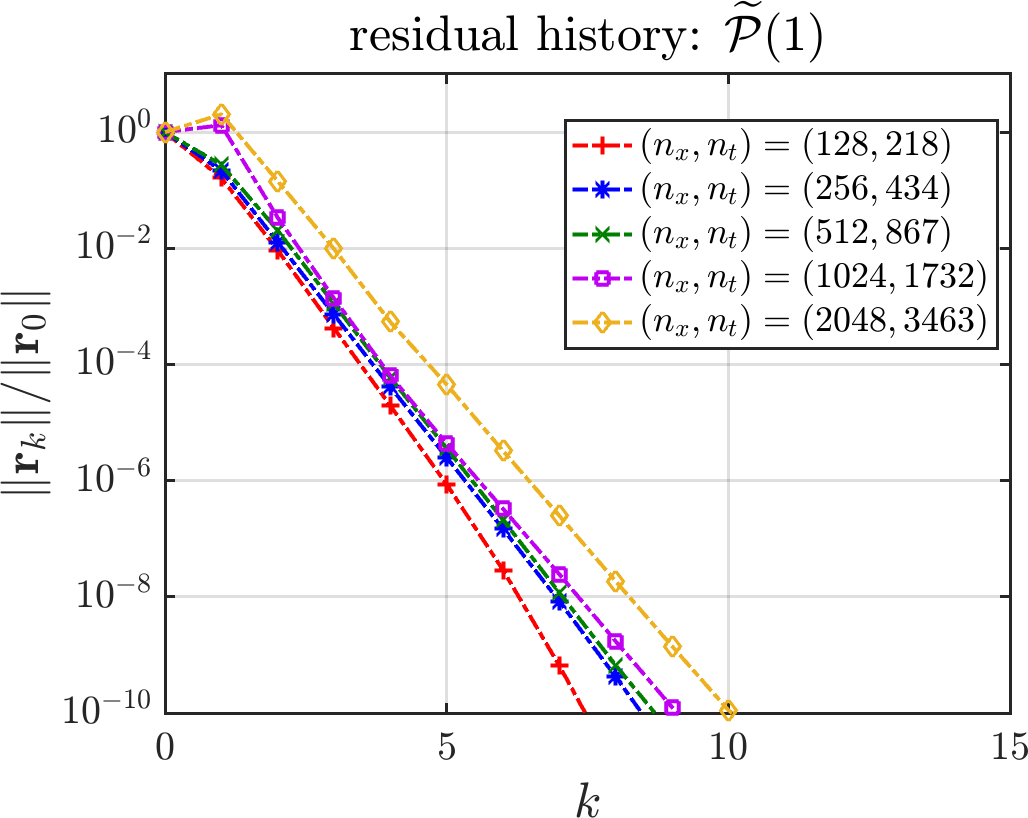 residual history: $\widetilde{\mathcal{P}}(1)$
$\|\mathbf{r}_k\|/\|\mathbf{r}_0\|$
$10^{0}$
$10^{-2}$
$10^{-4}$
$10^{-6}$
$10^{-8}$
$10^{-10}$
$(n_x, n_t) = (128, 218)$
$(n_x, n_t) = (256, 434)$
$(n_x, n_t) = (512, 867)$
$(n_x, n_t) = (1024, 1732)$
$(n_x, n_t) = (2048, 3463)$
0 5 10 15
$k$